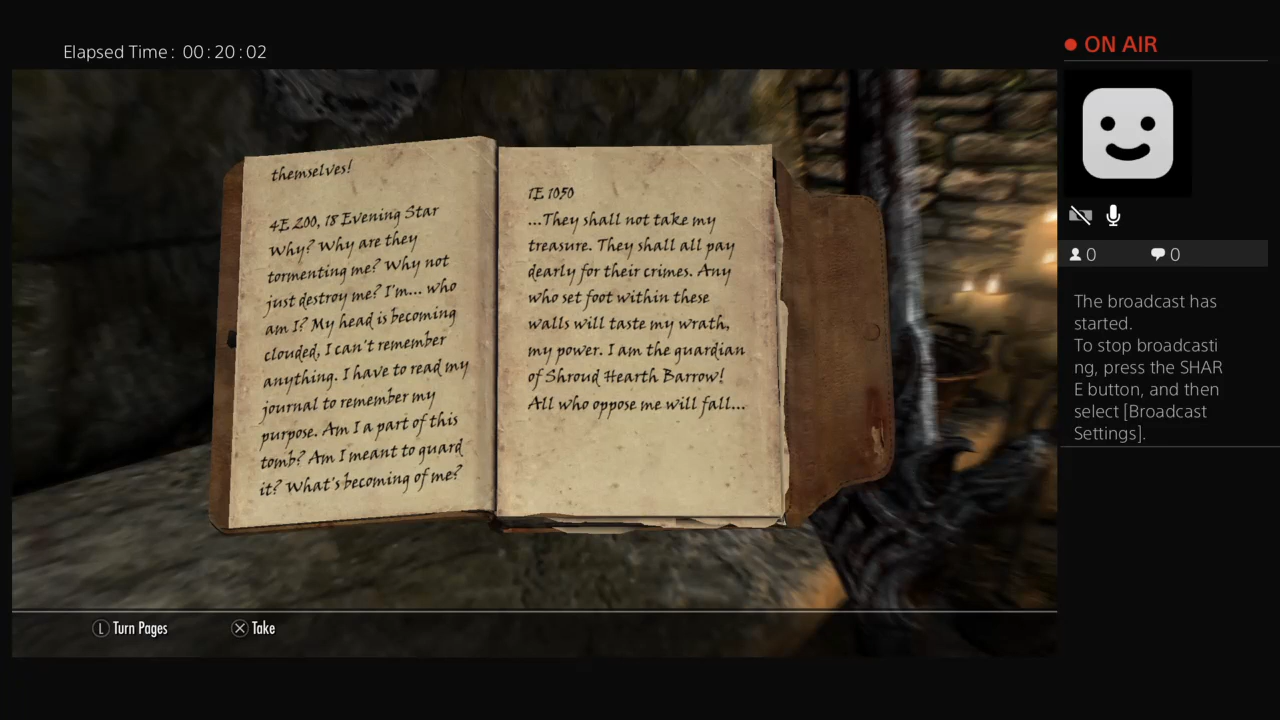 Elapsed Time: 00:20:02
themselves!
4E 200, 18 Evening Star
Why? Why are they
tormenting me? Why not
just destroy me? I'm... who
am I? My head is becoming
clouded, I can't remember
anything. I have to read my
journal to remember my
purpose. Am I a part of this
tomb? Am I meant to guard
it? What's becoming of me?
1E 1050
...They shall not take my
treasure. They shall all pay
dearly for their crimes. Any
who set foot within these
walls will taste my wrath,
my power. I am the guardian
of Shroud Hearth Barrow!
All who oppose me will fall...
L Turn Pages
X Take
ON AIR
0
0
The broadcast has
started.
To stop broadcasti
ng, press the SHAR
E button, and then
select [Broadcast
Settings].